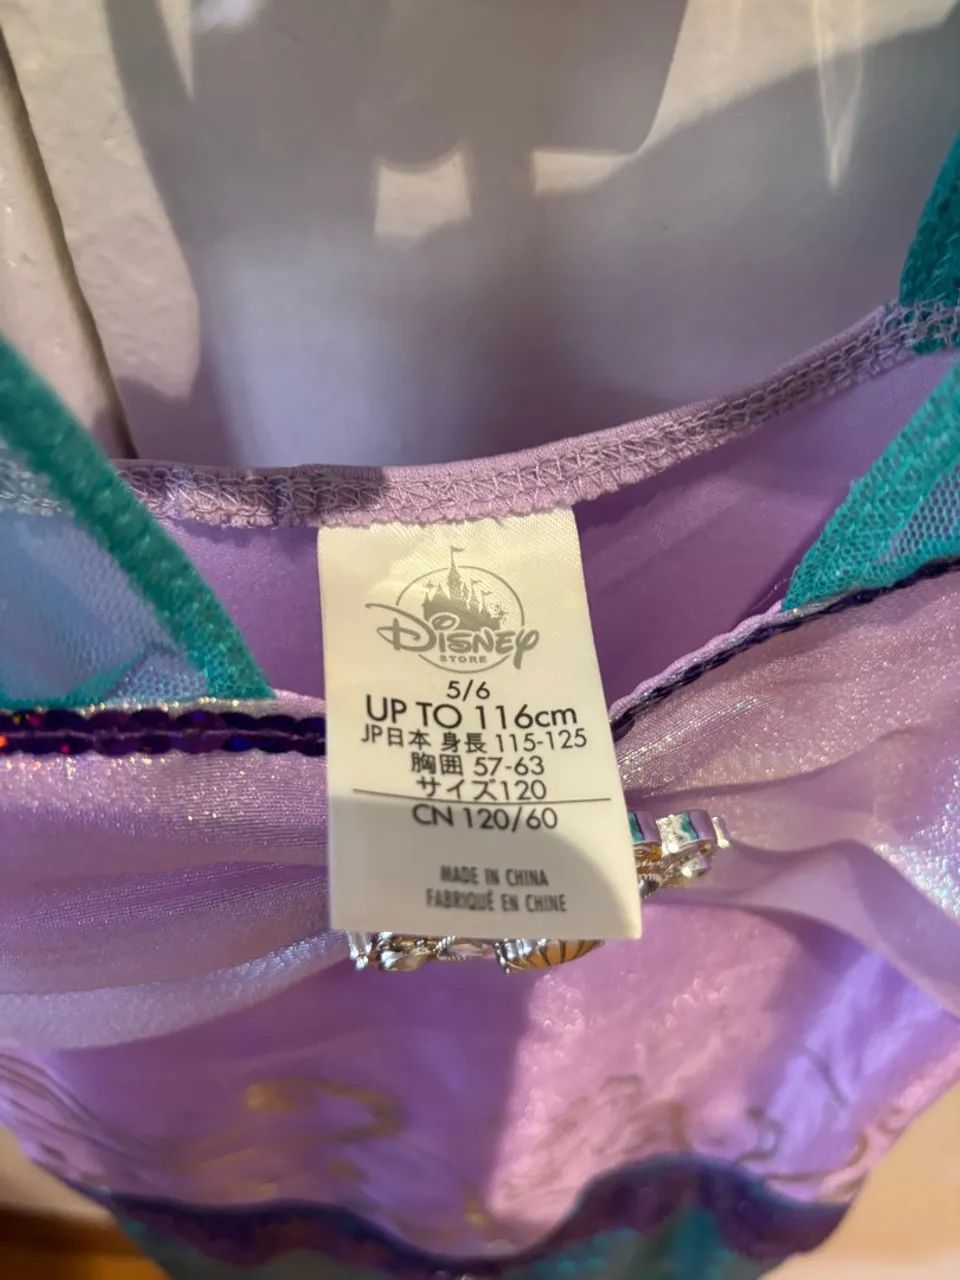 Disney
STORE
5/6
UP TO 116cm
JP日本 身長 115-125
胸囲 57-63
サイズ120
CN 120/60
MADE IN CHINA
FABRIQUÉ EN CHINE